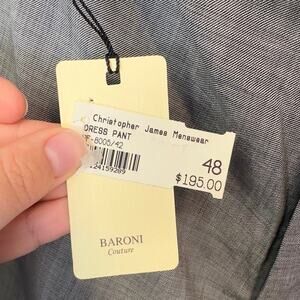 Christopher James Menswear
DRESS PANT
48
$195.00
BARONI
Couture